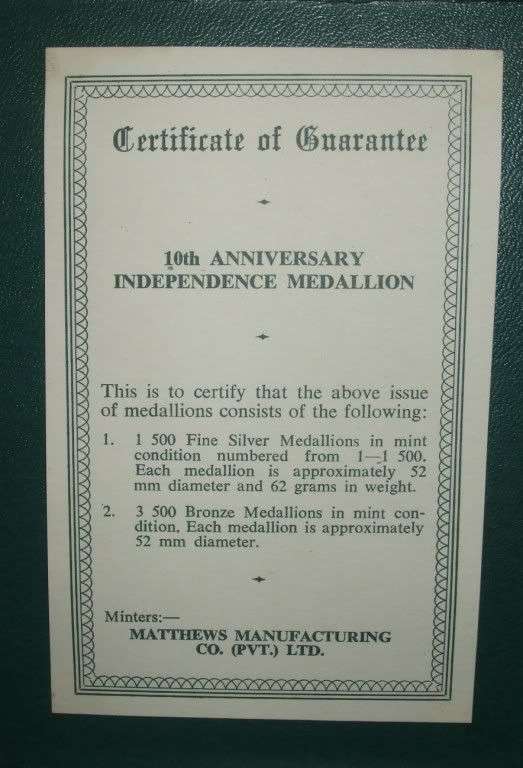 Certificate of Guarantee
10th ANNIVERSARY
INDEPENDENCE MEDALLION
This is to certify that the above issue
of medallions consists of the following:
1. 1 500 Fine Silver Medallions in mint
condition numbered from 1—1 500.
Each medallion is approximately 52
mm diameter and 62 grams in weight.
2. 3 500 Bronze Medallions in mint con-
dition, Each medallion is approximately
52 mm diameter.
Minters:—
MATTHEWS MANUFACTURING
CO. (PVT.) LTD.